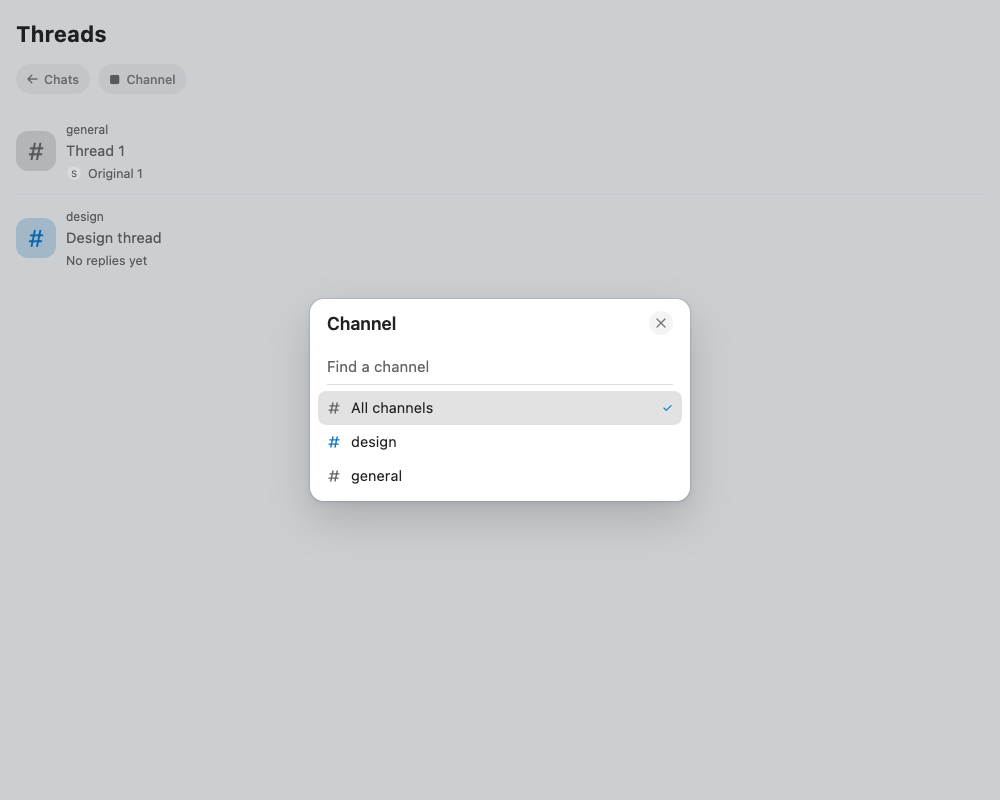 Threads
Chats
Channel
general
# Thread 1
S Original 1
design
# Design thread
No replies yet
Channel
Find a channel
# All channels
# design
# general